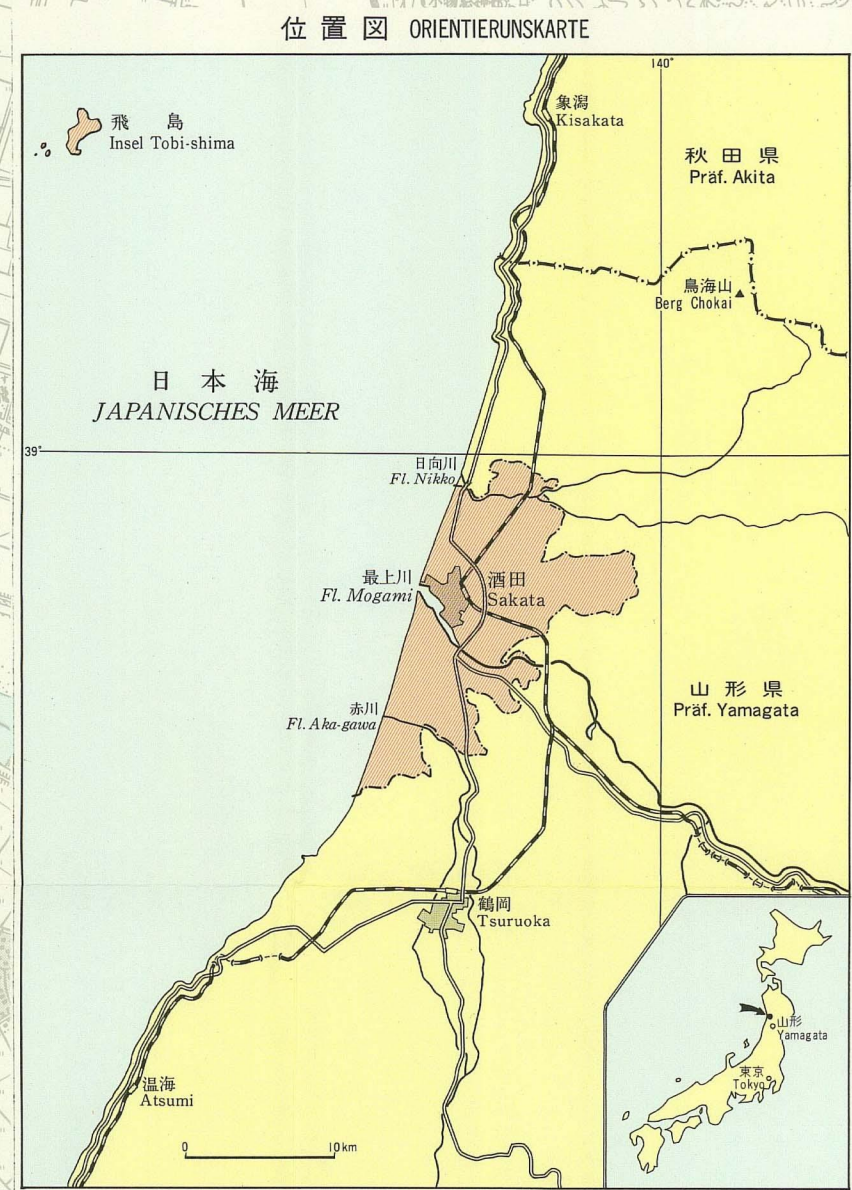 位置図 ORIENTIERUNSKARTE
140°
象潟
Kisakata
飛島
Insel Tobi-shima
秋田県
Präf. Akita
鳥海山
Berg Chokai
日本海
JAPANISCHES MEER
39°
日向川
Fl. Nikko
最上川
Fl. Mogami
酒田
Sakata
山形県
Präf. Yamagata
赤川
Fl. Aka-gawa
鶴岡
Tsuruoka
山形
Yamagata
東京
Tokyo
温海
Atsumi
0 10km